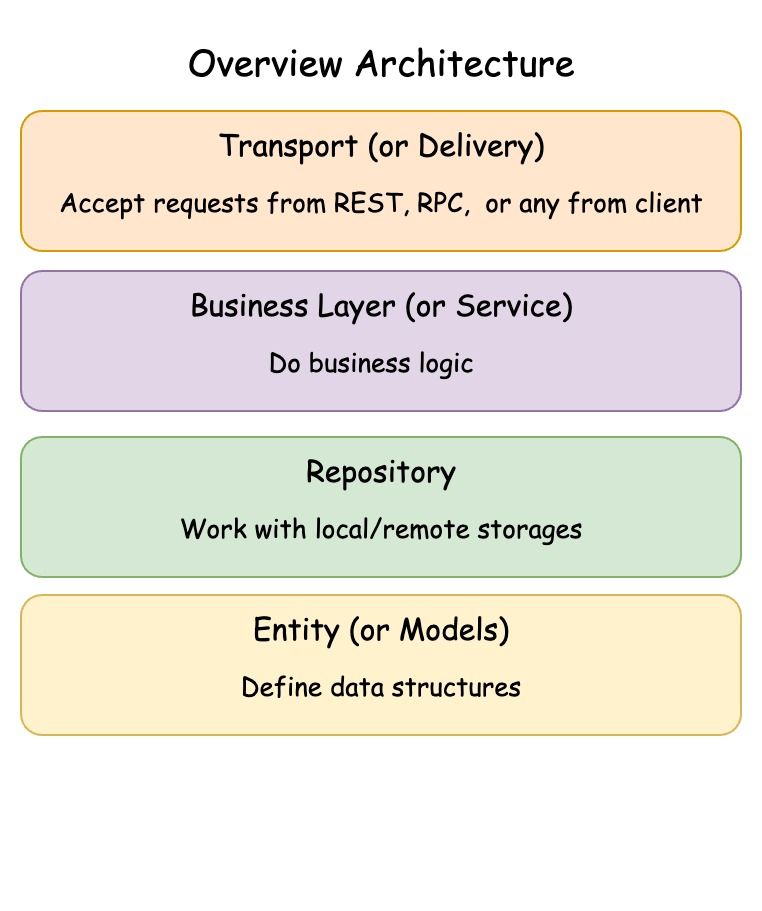 Overview Architecture
Transport (or Delivery)
Accept requests from REST, RPC,  or any from client
Business Layer (or Service)
Do business logic
Repository
Work with local/remote storages
Entity (or Models)
Define data structures